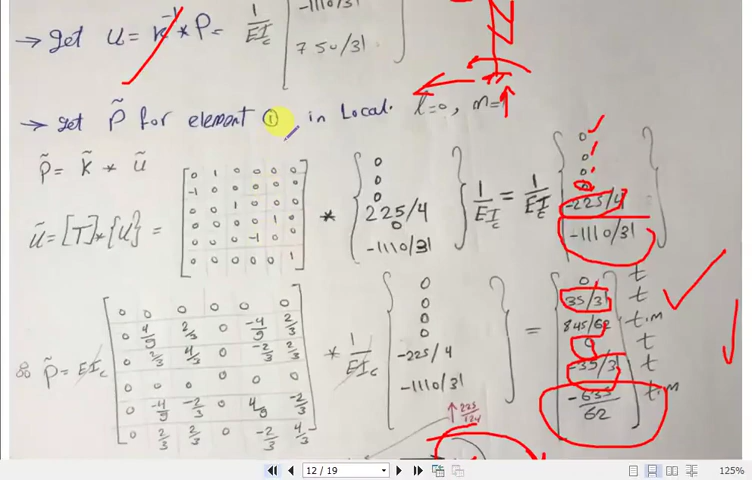 → get U = K⁻¹ * P = 1/EIc { -1110/31
750/31
→ get P̃ for element ① in Local. l=0, m=1
P̃ = K̃ * ũ
ũ = [T]*{U} = [ 0 1 0 0 0 0 * { 0 } 1/EIc = 1/EIc { 0
-1 0 0 0 0 0 0 0
0 0 1 0 0 0 0 0
0 0 0 0 1 0 225/4 0
0 0 0 -1 0 0 0 -225/4
0 0 0 0 0 1 -1110/31 -1110/31
∴ P̃ = EIc [ 0 0 0 0 0 0 * 1/EIc { 0 } = { 0 t
0 4/9 2/3 0 -4/9 2/3 0 35/31 t
0 2/3 4/3 0 -2/3 2/3 0 845/62 t.m
0 0 0 0 0 0 0 0 t
0 -4/9 -2/3 0 4/9 -2/3 -225/4 -35/31 t
0 2/3 2/3 0 -2/3 4/3 -1110/31 -635/62 t.m
225/124
12 / 19
125%